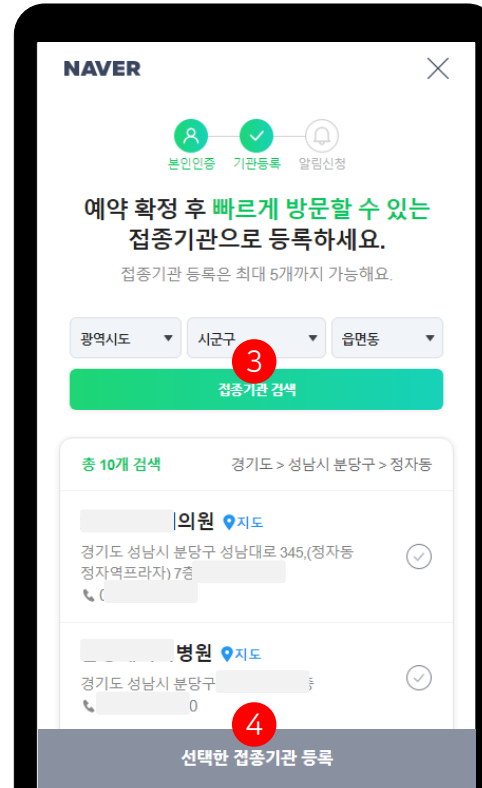 NAVER
본인인증 기관등록 알림신청
예약 확정 후 빠르게 방문할 수 있는
접종기관으로 등록하세요.
접종기관 등록은 최대 5개까지 가능해요.
광역시도 시군구 읍면동
3
접종기관 검색
총 10개 검색 경기도 > 성남시 분당구 > 정자동
의원 지도
경기도 성남시 분당구 성남대로 345,(정자동
정자역프라자) 7층
병원 지도
경기도 성남시 분당구
0
4
선택한 접종기관 등록